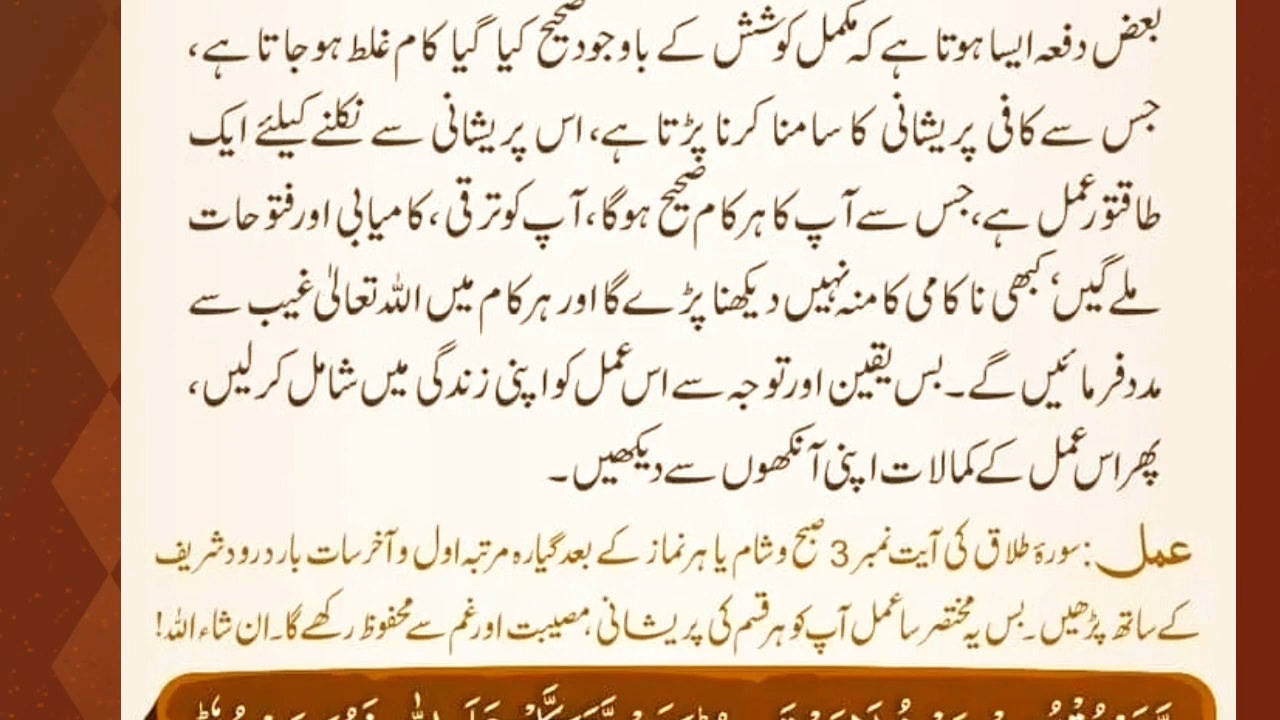 بعض دفعہ ایسا ہوتا ہے کہ مکمل کوشش کے باوجود صحیح کیا گیا کام غلط ہو جاتا ہے،
جس سے کافی پریشانی کا سامنا کرنا پڑتا ہے، اس پریشانی سے نکلنے کیلئے ایک
طاقتور عمل ہے، جس سے آپ کا ہر کام صحیح ہوگا، آپ کو ترقی، کامیابی اور فتوحات
ملے گیں، کبھی ناکامی کا منہ نہیں دیکھنا پڑے گا اور ہر کام میں اللہ تعالیٰ غیب سے
مدد فرمائیں گے۔ بس یقین اور توجہ سے اس عمل کو اپنی زندگی میں شامل کرلیں،
پھر اس عمل کے کمالات اپنی آنکھوں سے دیکھیں۔
عمل: سورۃ طلاق کی آیت نمبر 3 صبح و شام یا ہر نماز کے بعد گیارہ مرتبہ اول و آخر سات بار درود شریف
کے ساتھ پڑھیں۔ بس یہ مختصر سا عمل آپ کو ہر قسم کی پریشانی، مصیبت اور غم سے محفوظ رکھے گا۔ ان شاء اللہ!